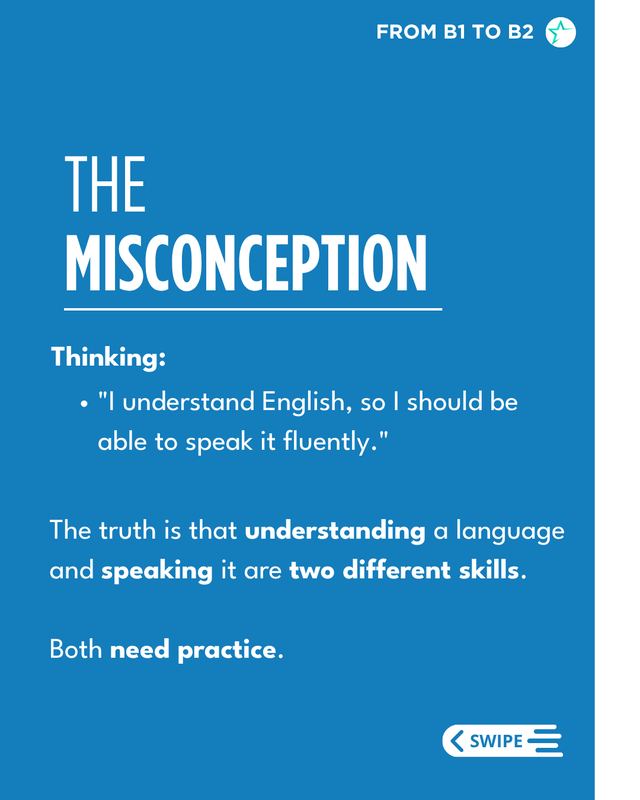 FROM B1 TO B2
THE
MISCONCEPTION
Thinking:
• "I understand English, so I should be
able to speak it fluently."
The truth is that understanding a language
and speaking it are two different skills.
Both need practice.
SWIPE